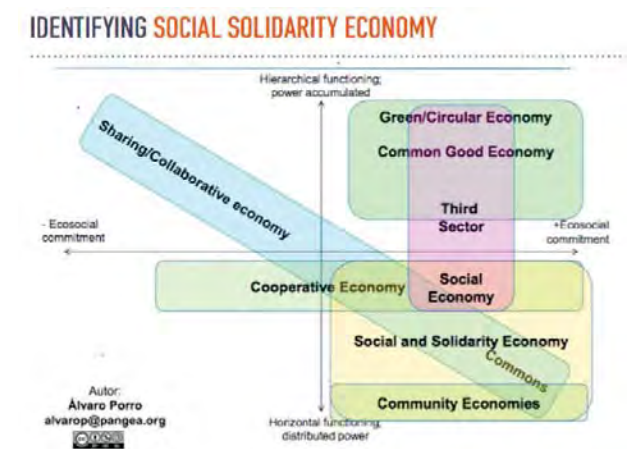 IDENTIFYING SOCIAL SOLIDARITY ECONOMY
Hierarchical functioning;
power accumulated
Green/Circular Economy
Sharing/Collaborative economy
Common Good Economy
Third
Sector
- Ecosocial
commitment
+Ecosocial
commitment
Cooperative Economy
Social
Economy
Social and Solidarity Economy
Commons
Community Economies
Autor:
Álvaro Porro
alvarop@pangea.org
Horizontal functioning;
distributed power